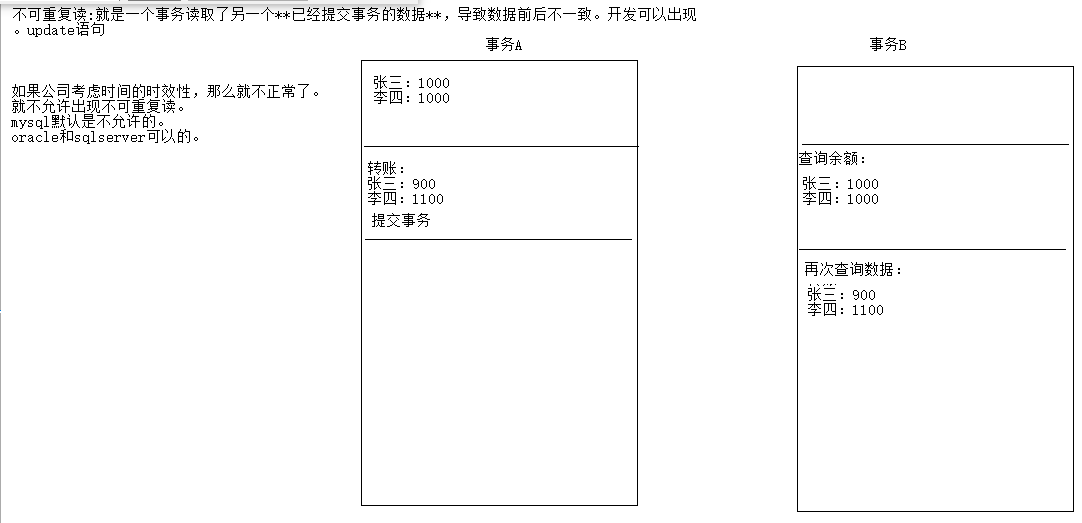 不可重复读:就是一个事务读取了另一个**已经提交事务的数据**，导致数据前后不一致。开发可以出现
。update语句
事务A
事务B
如果公司考虑时间的时效性，那么就不正常了。
就不允许出现不可重复读。
mysql默认是不允许的。
oracle和sqlserver可以的。
张三：1000
李四：1000
转账：
张三：900
李四：1100
提交事务
查询余额：
张三：1000
李四：1000
再次查询数据：
张三：900
李四：1100